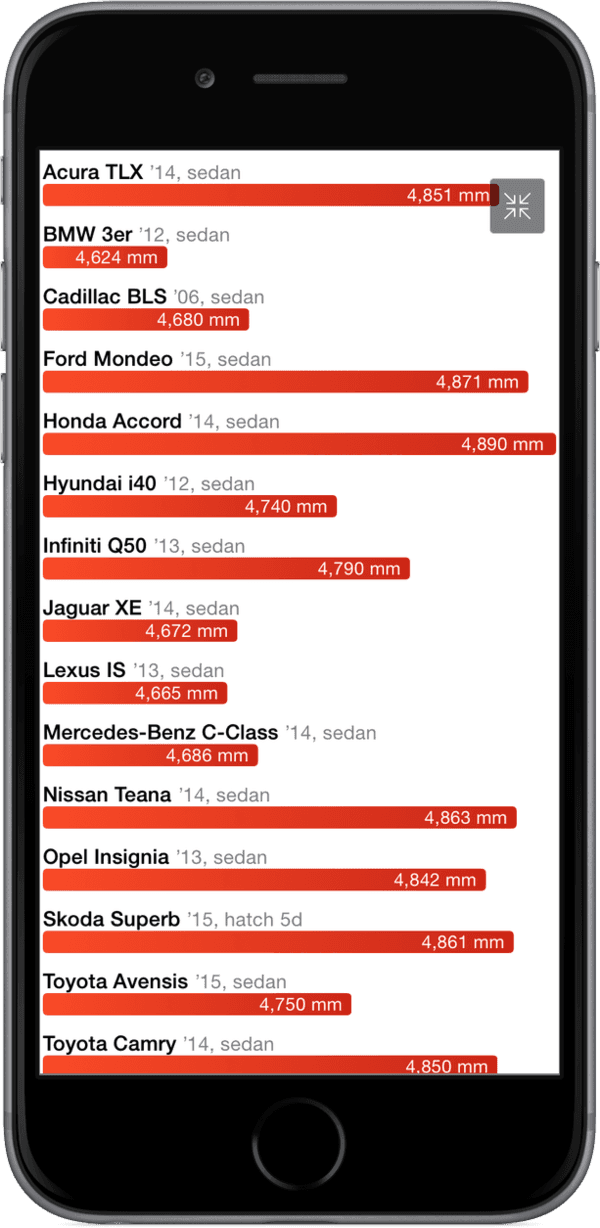 Acura TLX ’14, sedan
4,851 mm
BMW 3er ’12, sedan
4,624 mm
Cadillac BLS ’06, sedan
4,680 mm
Ford Mondeo ’15, sedan
4,871 mm
Honda Accord ’14, sedan
4,890 mm
Hyundai i40 ’12, sedan
4,740 mm
Infiniti Q50 ’13, sedan
4,790 mm
Jaguar XE ’14, sedan
4,672 mm
Lexus IS ’13, sedan
4,665 mm
Mercedes-Benz C-Class ’14, sedan
4,686 mm
Nissan Teana ’14, sedan
4,863 mm
Opel Insignia ’13, sedan
4,842 mm
Skoda Superb ’15, hatch 5d
4,861 mm
Toyota Avensis ’15, sedan
4,750 mm
Toyota Camry ’14, sedan
4,850 mm